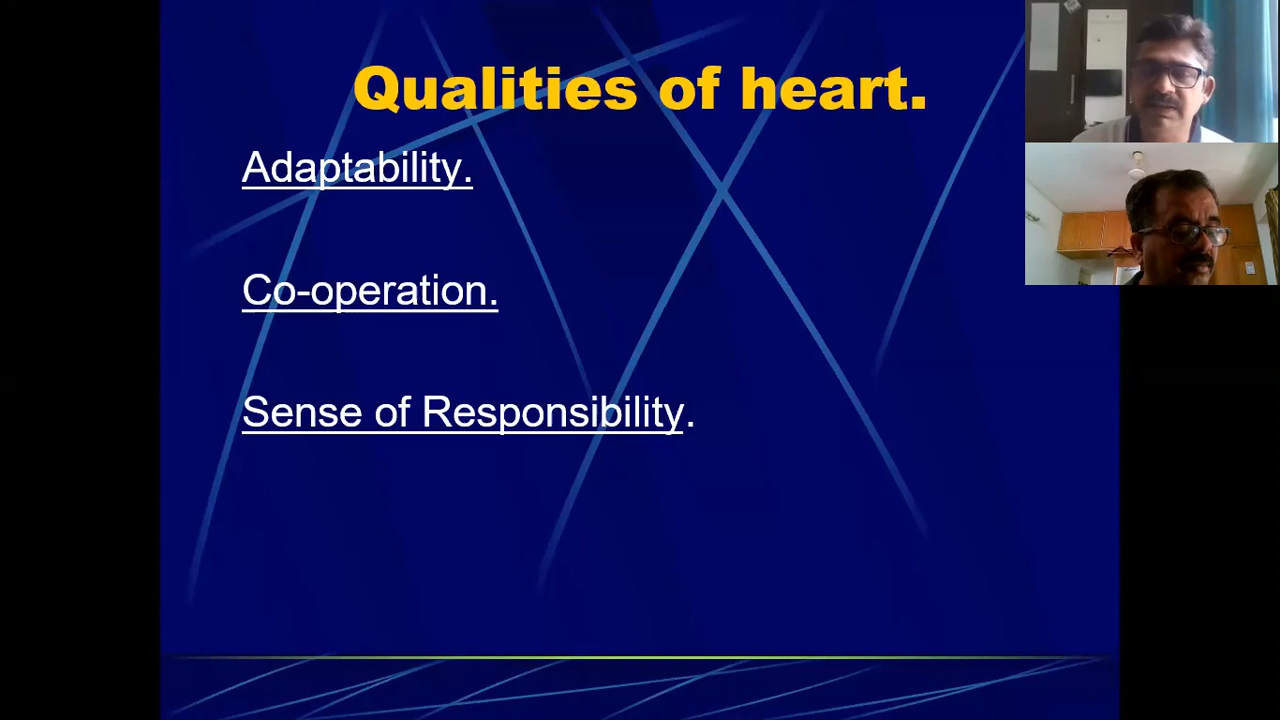 Qualities of heart.
Adaptability.
Co-operation.
Sense of Responsibility.